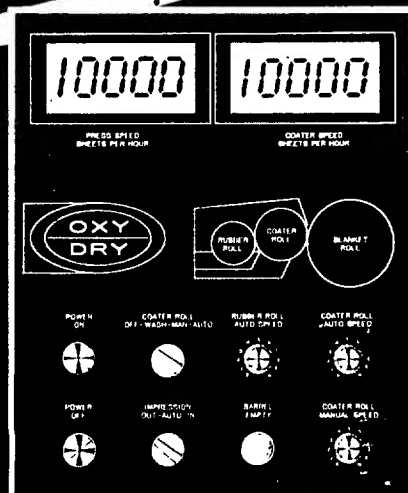 10000 10000
PRESS SPEED
SHEETS PER HOUR
COATER SPEED
SHEETS PER HOUR
OXY
DRY
RUBBER
ROLL
COATER
ROLL
BLANKET
ROLL
POWER
ON
COATER ROLL
OFF-WASH-MAN-AUTO
RUBBER ROLL
AUTO SPEED
COATER ROLL
AUTO SPEED
POWER
OFF
IMPRESSION
OUT-AUTO-IN
BARREL
EMPTY
COATER ROLL
MANUAL SPEED